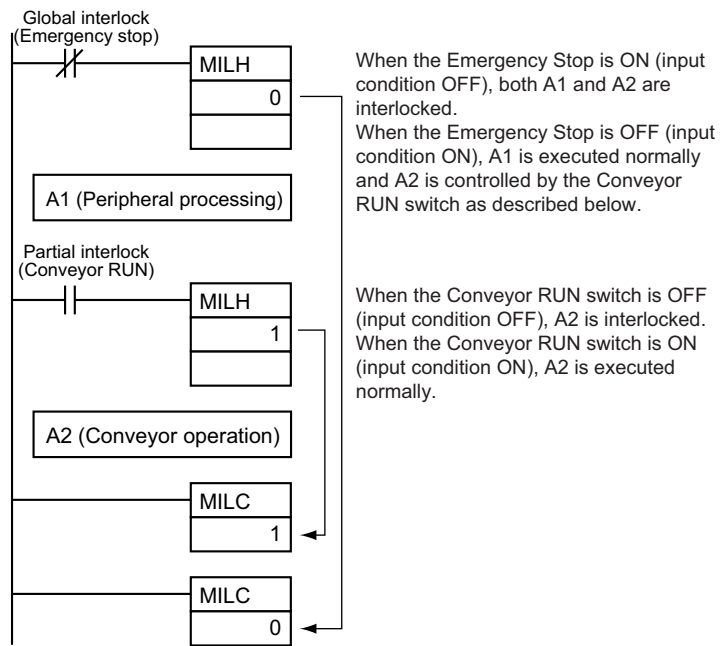 Global interlock
(Emergency stop)
MILH
0
When the Emergency Stop is ON (input
condition OFF), both A1 and A2 are
interlocked.
When the Emergency Stop is OFF (input
condition ON), A1 is executed normally
and A2 is controlled by the Conveyor
RUN switch as described below.
A1 (Peripheral processing)
Partial interlock
(Conveyor RUN)
MILH
1
When the Conveyor RUN switch is OFF
(input condition OFF), A2 is interlocked.
When the Conveyor RUN switch is ON
(input condition ON), A2 is executed
normally.
A2 (Conveyor operation)
MILC
1
MILC
0